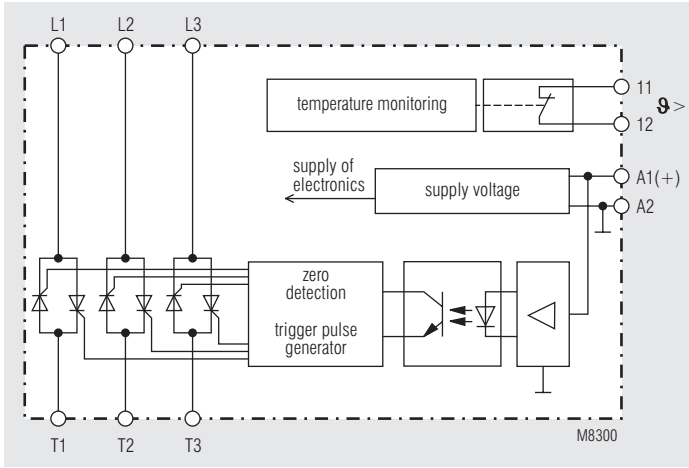 L1 L2 L3
temperature monitoring
11
ϑ >
12
supply of
electronics
supply voltage
A1(+)
A2
zero
detection
trigger pulse
generator
T1 T2 T3
M8300